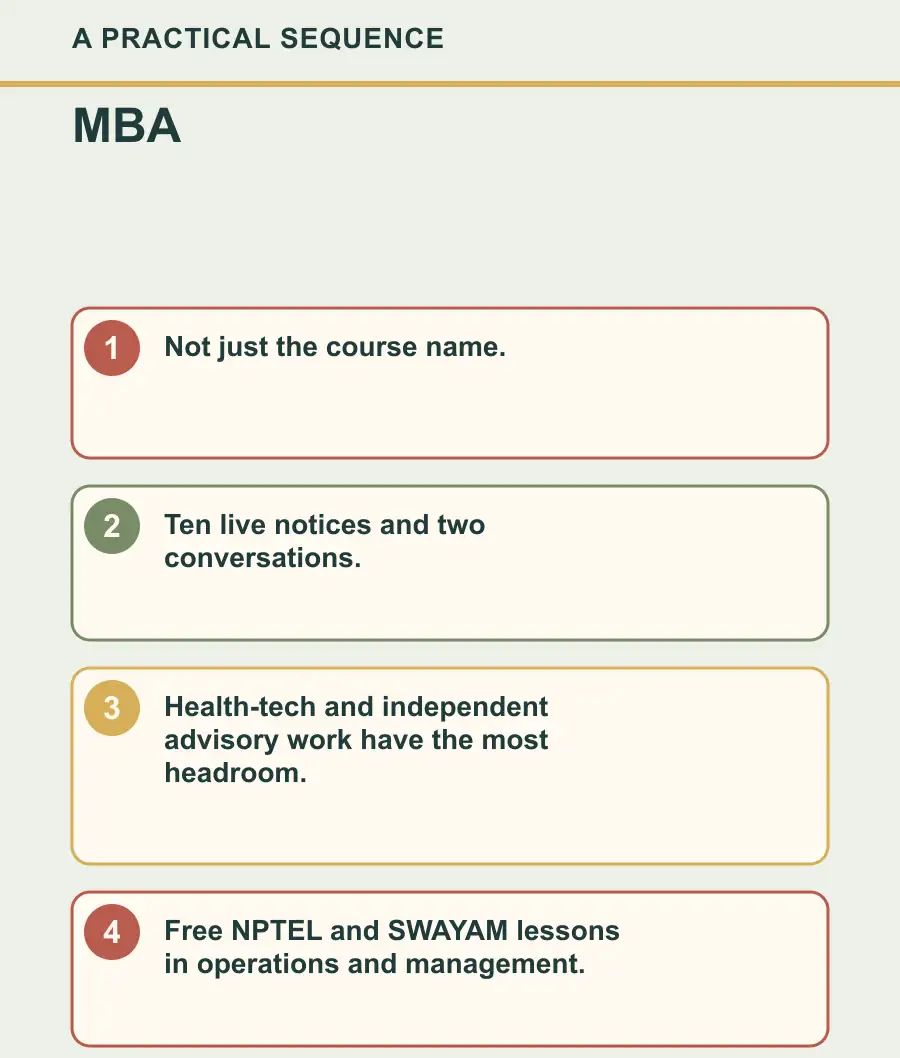 A PRACTICAL SEQUENCE
MBA
1
Not just the course name.
2
Ten live notices and two
conversations.
3
Health-tech and independent
advisory work have the most
headroom.
4
Free NPTEL and SWAYAM lessons
in operations and management.